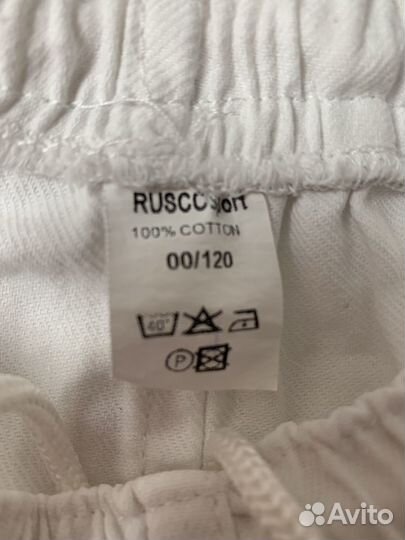 RUSCO Sport
100% COTTON
00/120
40°
P
Avito